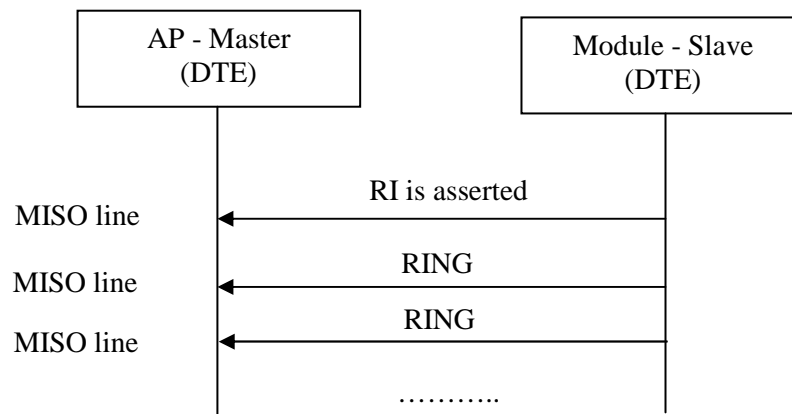 AP - Master
(DTE)
Module - Slave
(DTE)
RI is asserted
MISO line
RING
MISO line
RING
MISO line
………..